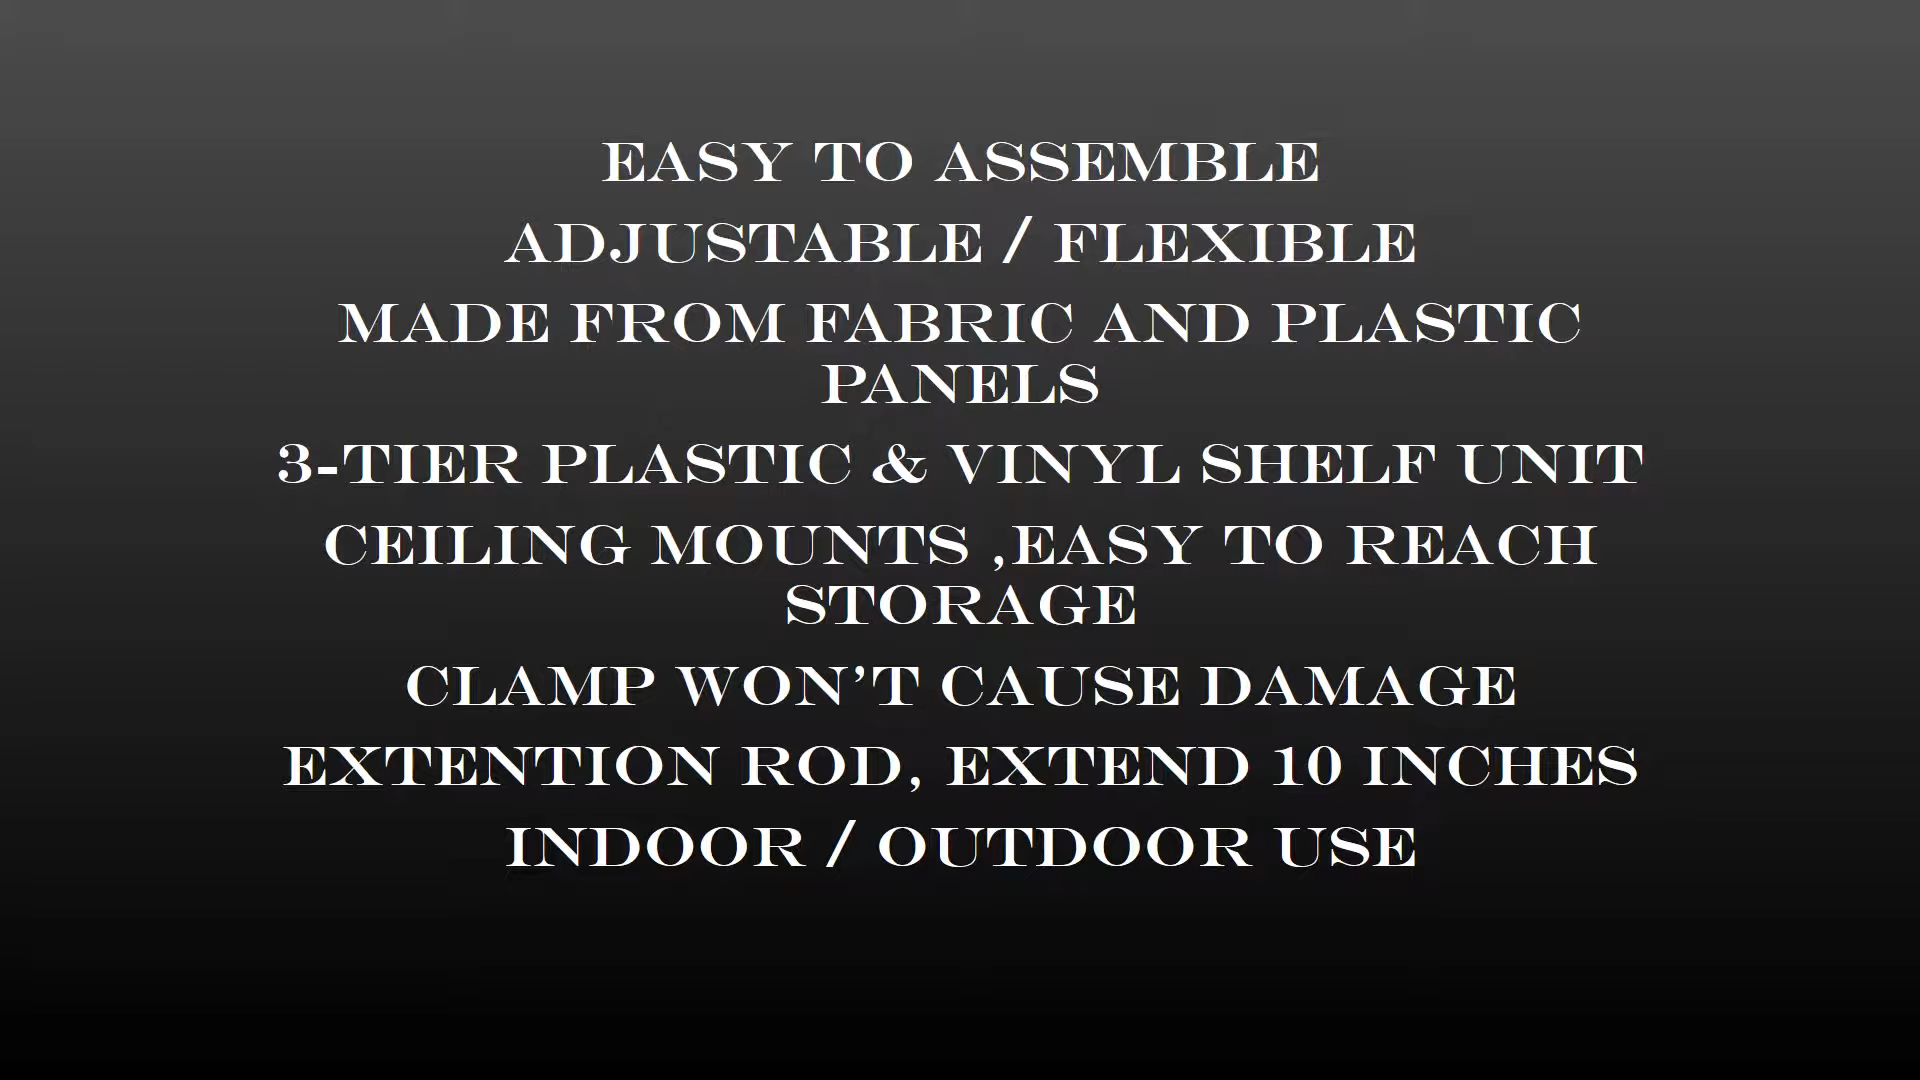 EASY TO ASSEMBLE
ADJUSTABLE / FLEXIBLE
MADE FROM FABRIC AND PLASTIC
PANELS
3-TIER PLASTIC & VINYL SHELF UNIT
CEILING MOUNTS ,EASY TO REACH
STORAGE
CLAMP WON'T CAUSE DAMAGE
EXTENTION ROD, EXTEND 10 INCHES
INDOOR / OUTDOOR USE